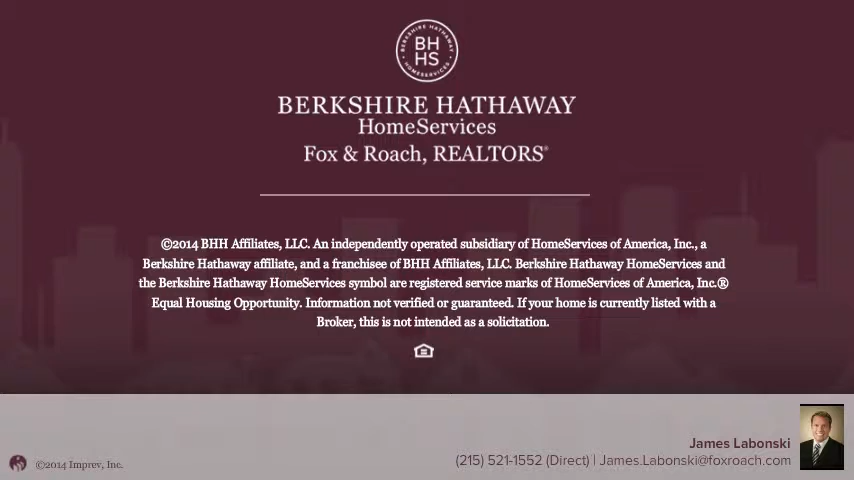 BERKSHIRE HATHAWAY
BH
HS
HOMESERVICES
BERKSHIRE HATHAWAY
HomeServices
Fox & Roach, REALTORS®
©2014 BHH Affiliates, LLC. An independently operated subsidiary of HomeServices of America, Inc., a
Berkshire Hathaway affiliate, and a franchisee of BHH Affiliates, LLC. Berkshire Hathaway HomeServices and
the Berkshire Hathaway HomeServices symbol are registered service marks of HomeServices of America, Inc.®
Equal Housing Opportunity. Information not verified or guaranteed. If your home is currently listed with a
Broker, this is not intended as a solicitation.
James Labonski
(215) 521-1552 (Direct) | James.Labonski@foxroach.com
©2014 Imprev, Inc.